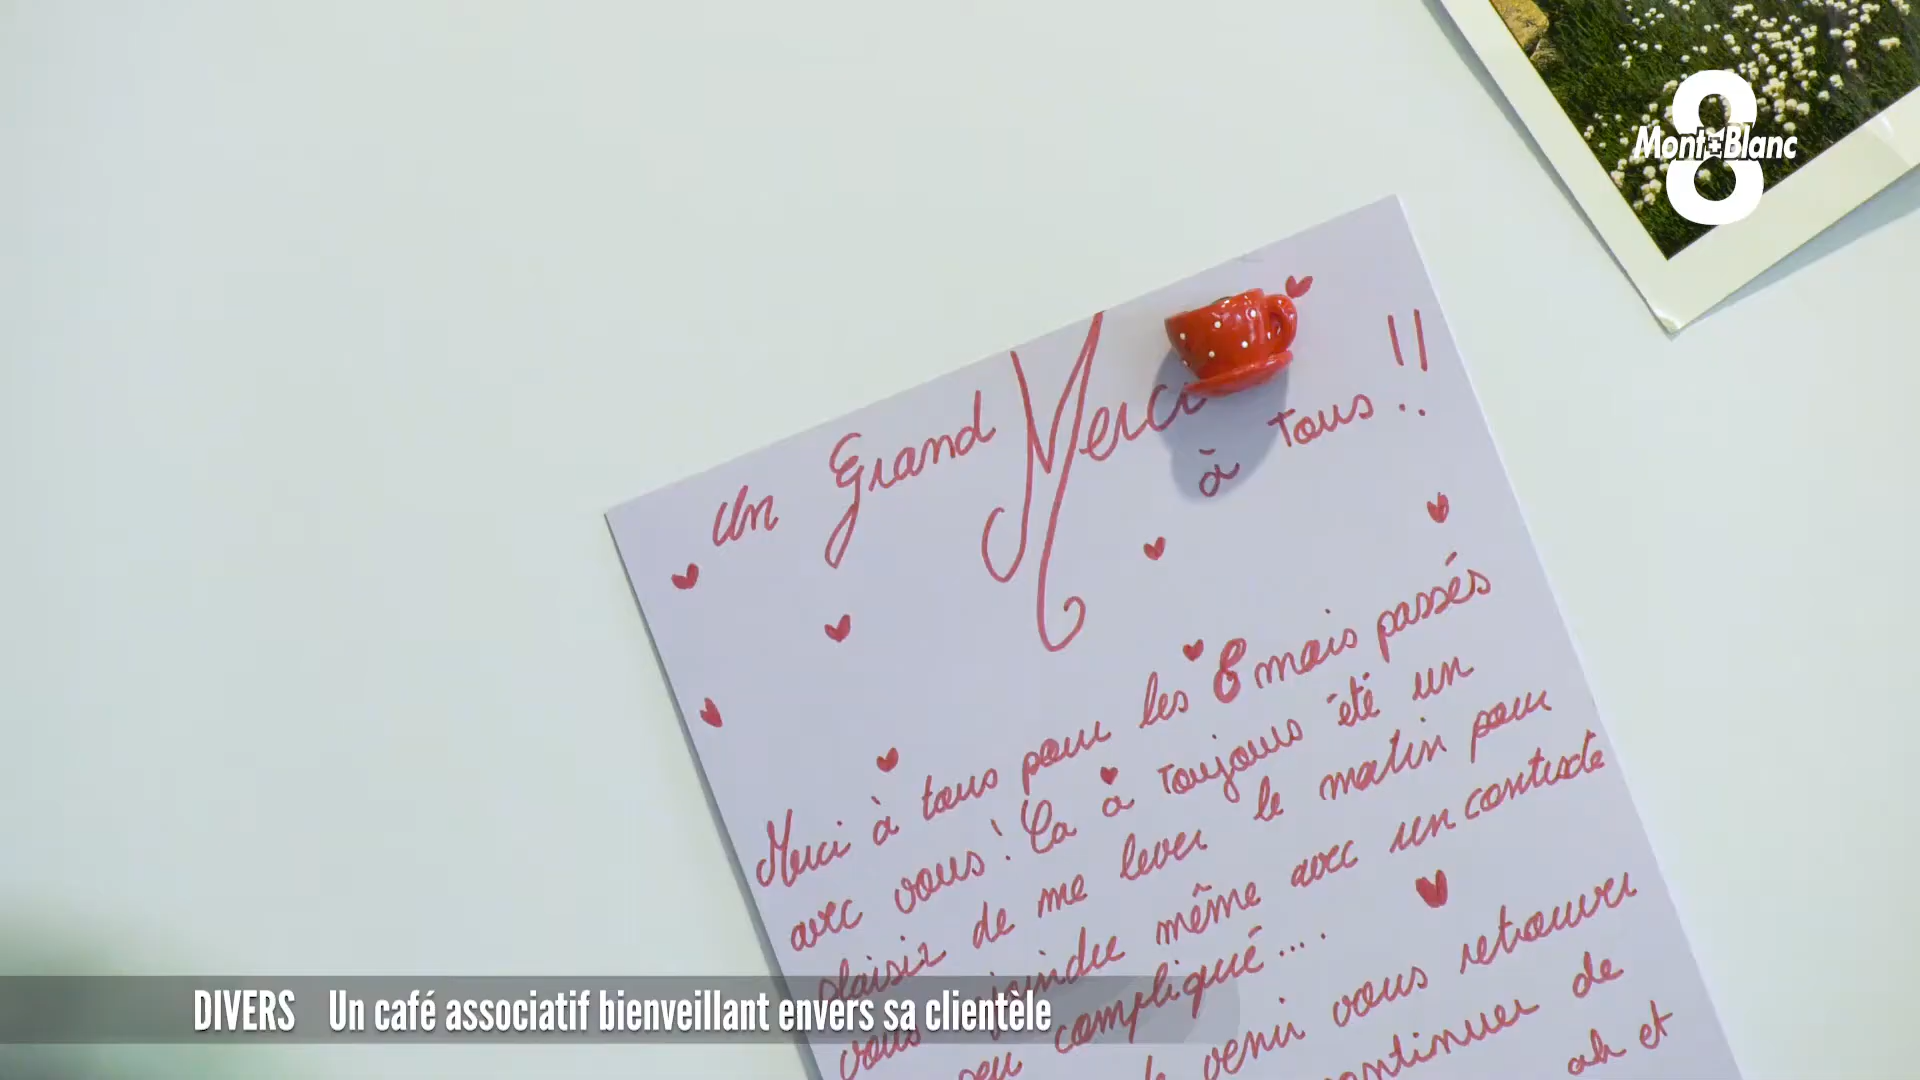 8
Mont-Blanc
Un Grand Merci
à tous !!
Merci à tous pour les 6 mois passés
avec vous ! Ça a toujours été un
plaisir de me lever le matin pour
vous rejoindre même avec un contexte
peu compliqué....
venir vous retrouver
continuer de
ah et
DIVERS Un café associatif bienveillant envers sa clientèle